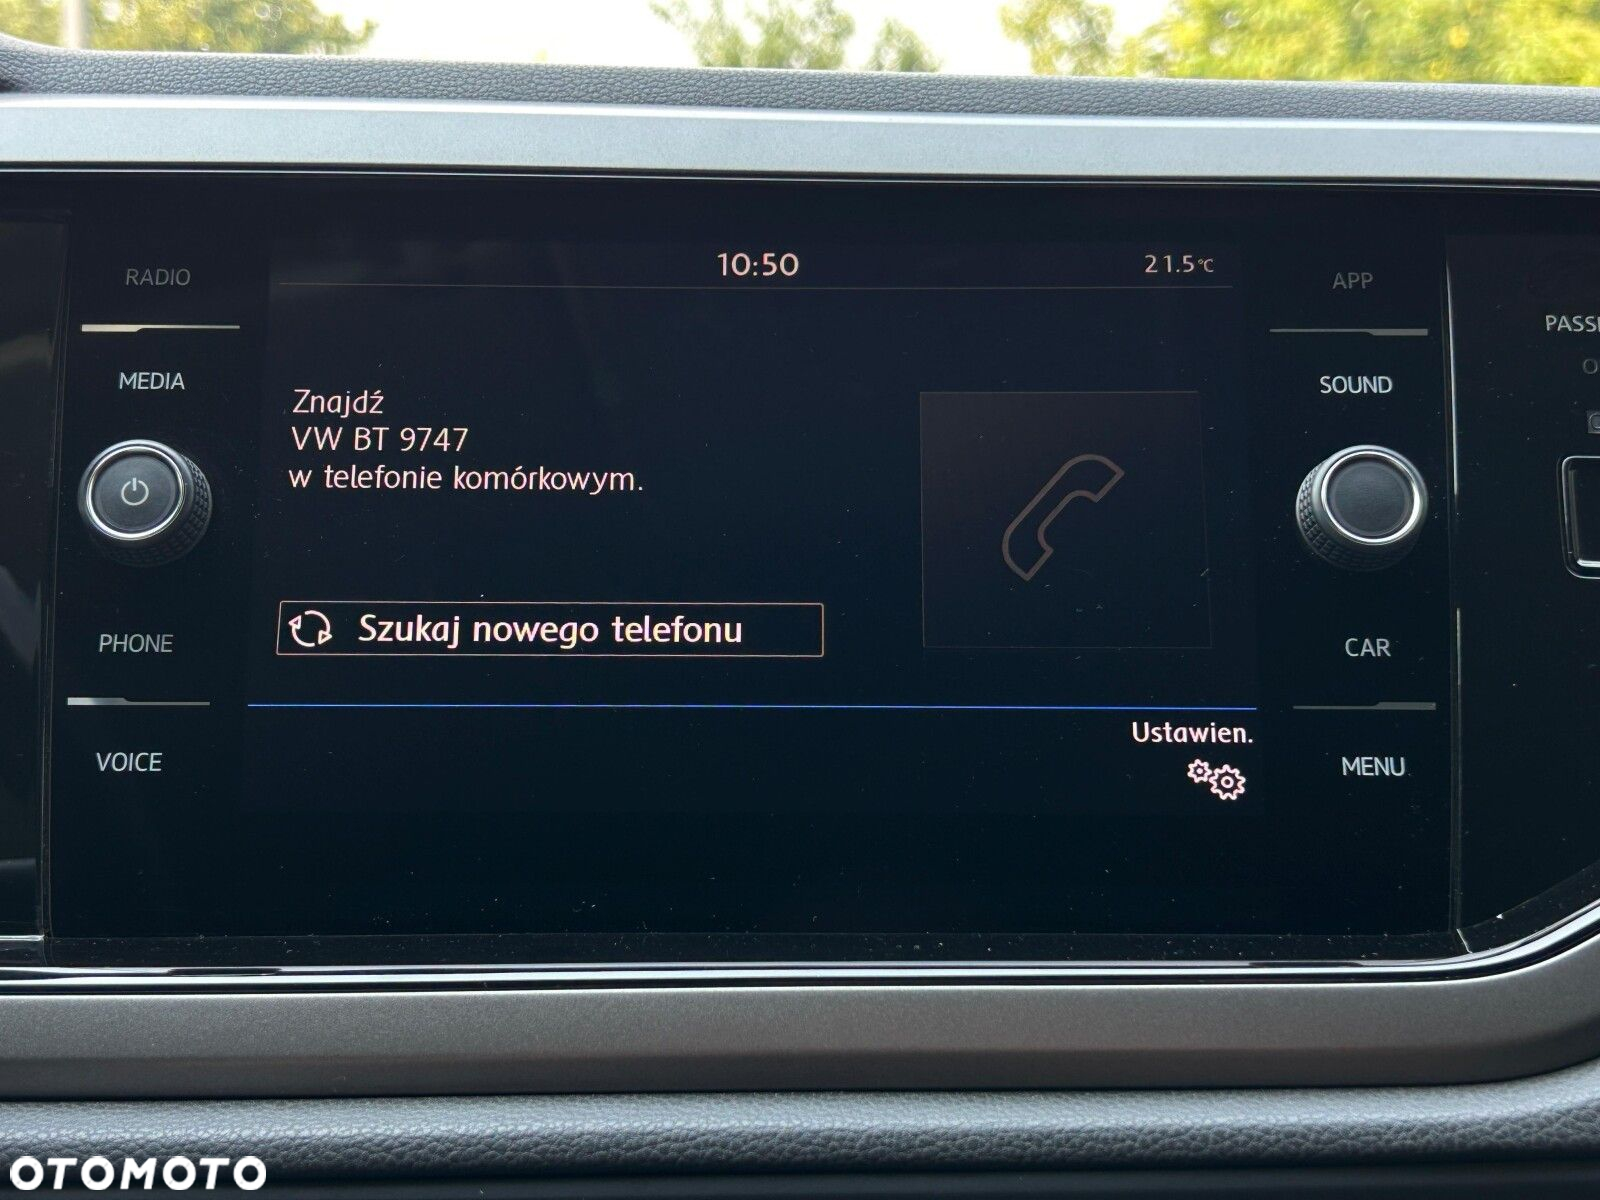 10:50
21.5°C
RADIO
APP
PASS
MEDIA
SOUND
Znajdź
VW BT 9747
w telefonie komórkowym.
Szukaj nowego telefonu
PHONE
CAR
Ustawien.
VOICE
MENU
OTOMOTO